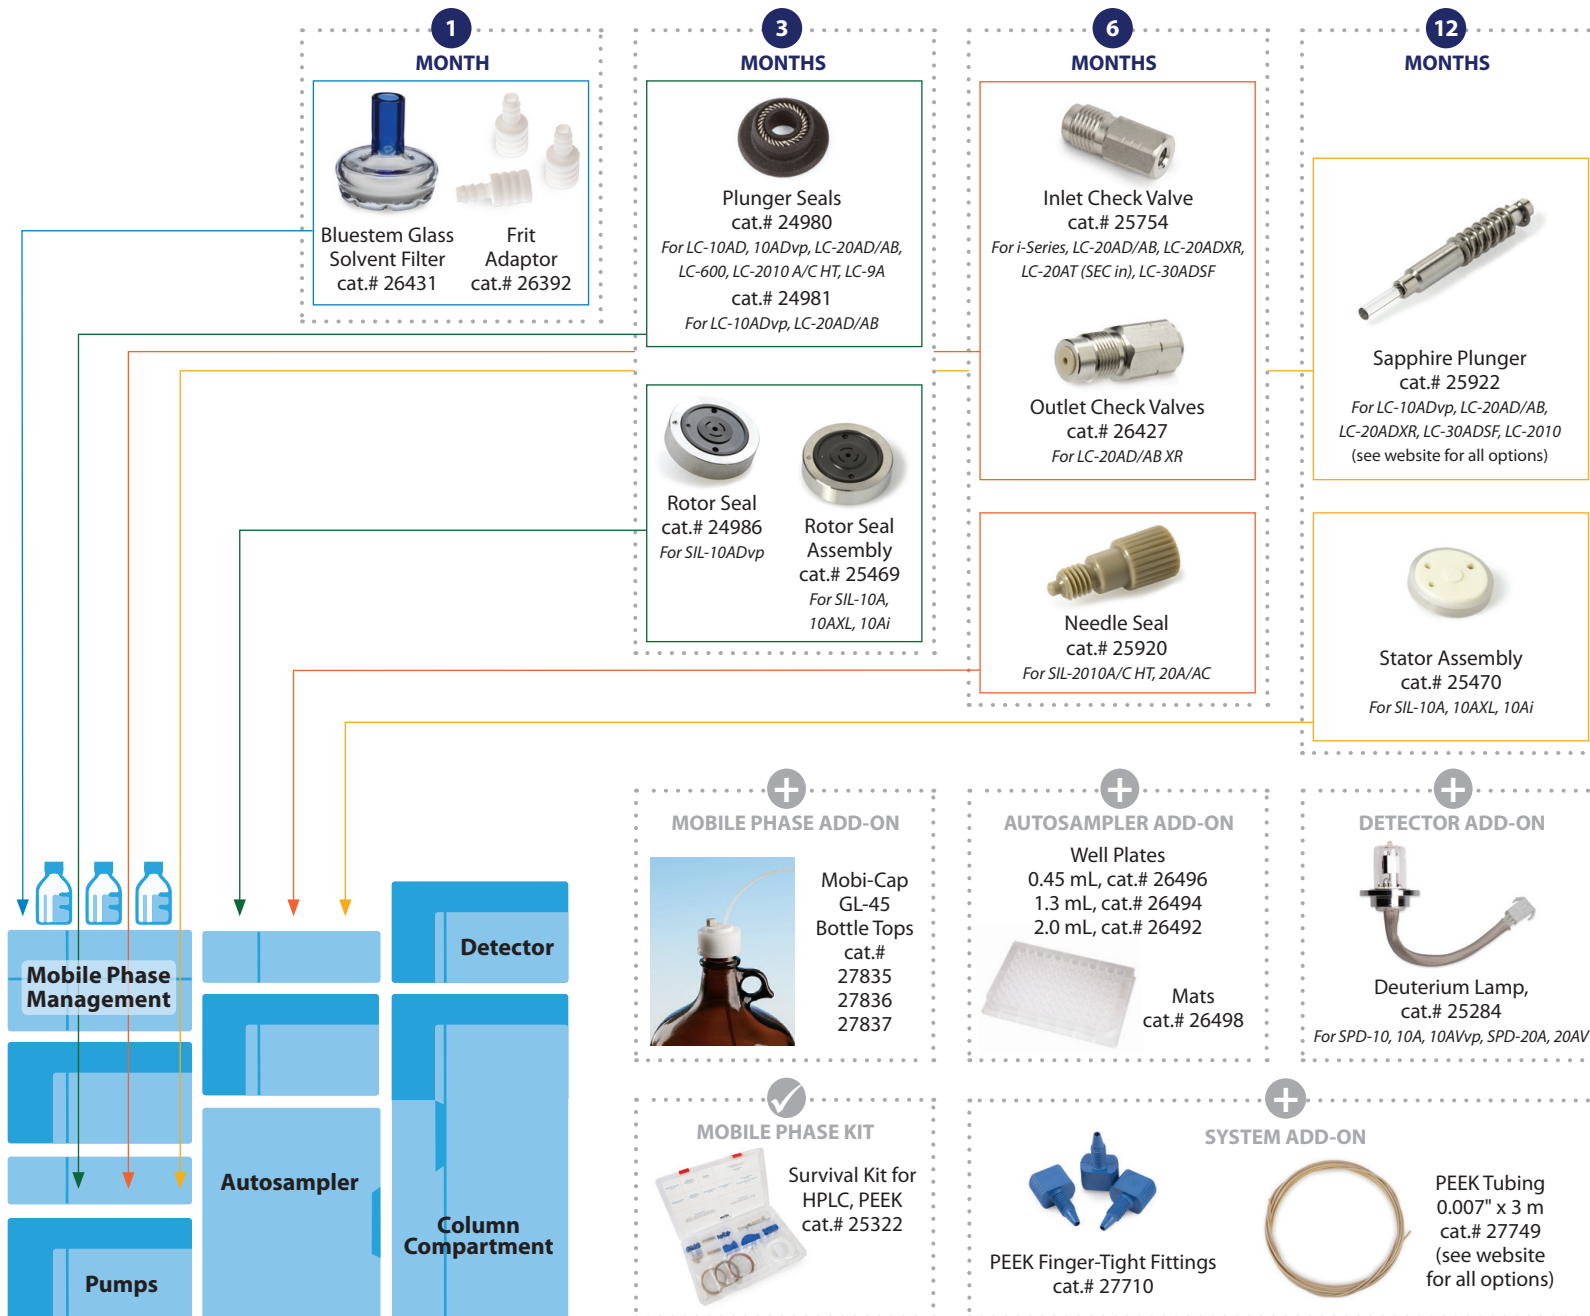 1
MONTH
Bluestem Glass
Solvent Filter
cat.# 26431
Frit
Adaptor
cat.# 26392
3
MONTHS
Plunger Seals
cat.# 24980
For LC-10AD, 10ADvp, LC-20AD/AB,
LC-600, LC-2010 A/C HT, LC-9A
cat.# 24981
For LC-10ADvp, LC-20AD/AB
Rotor Seal
cat.# 24986
For SIL-10ADvp
Rotor Seal
Assembly
cat.# 25469
For SIL-10A,
10AXL, 10Ai
6
MONTHS
Inlet Check Valve
cat.# 25754
For i-Series, LC-20AD/AB, LC-20ADXR,
LC-20AT (SEC in), LC-30ADSF
Outlet Check Valves
cat.# 26427
For LC-20AD/AB XR
Needle Seal
cat.# 25920
For SIL-2010A/C HT, 20A/AC
12
MONTHS
Sapphire Plunger
cat.# 25922
For LC-10ADvp, LC-20AD/AB,
LC-20ADXR, LC-30ADSF, LC-2010
(see website for all options)
Stator Assembly
cat.# 25470
For SIL-10A, 10AXL, 10Ai
Mobile Phase
Management
Pumps
Autosampler
Detector
Column
Compartment
+
MOBILE PHASE ADD-ON
Mobi-Cap
GL-45
Bottle Tops
cat.#
27835
27836
27837
+
AUTOSAMPLER ADD-ON
Well Plates
0.45 mL, cat.# 26496
1.3 mL, cat.# 26494
2.0 mL, cat.# 26492
Mats
cat.# 26498
+
DETECTOR ADD-ON
Deuterium Lamp,
cat.# 25284
For SPD-10, 10A, 10AVvp, SPD-20A, 20AV
MOBILE PHASE KIT
Survival Kit for
HPLC, PEEK
cat.# 25322
+
SYSTEM ADD-ON
PEEK Finger-Tight Fittings
cat.# 27710
PEEK Tubing
0.007" x 3 m
cat.# 27749
(see website
for all options)